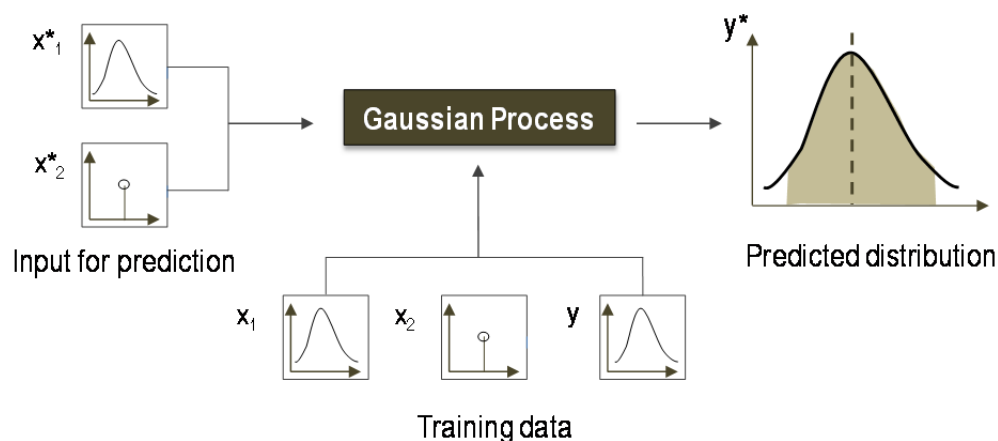 x*₁
x*₂
Input for prediction
Gaussian Process
y*
Predicted distribution
x₁
x₂
y
Training data